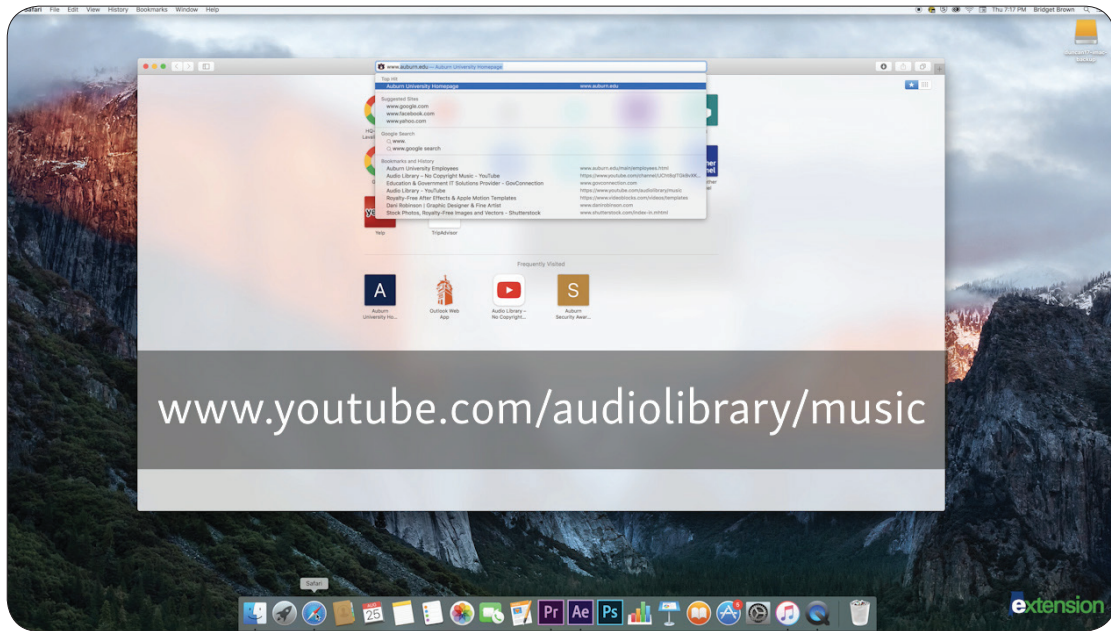 Safari File Edit View History Bookmarks Window Help
Thu 7:17 PM Bridget Brown
www.auburn.edu — Auburn University Homepage
Top Hit
Auburn University Homepage www.auburn.edu
Suggested Sites
www.google.com
www.facebook.com
www.yahoo.com
Google Search
www.
www.google search
Bookmarks and History
Auburn University Employees www.auburn.edu/main/employees.html
Audio Library – No Copyright Music - YouTube
Education & Government IT Solutions Provider - GovConnection www.govconnection.com
Audio Library - YouTube https://www.youtube.com/audiolibrary/music
Royalty-Free After Effects & Apple Motion Templates https://www.videoblocks.com/videos/templates
Dani Robinson | Graphic Designer & Fine Artist www.danirobinson.com
Stock Photos, Royalty-Free Images and Vectors - Shutterstock www.shutterstock.com/index-in.mhtml
Yelp TripAdvisor
Frequently Visited
A S
Auburn Outlook Web Audio Library – Auburn
University Ho... App No Copyright... Security Awar...
www.youtube.com/audiolibrary/music
Safari
AUG
25 Pr Ae Ps
extension